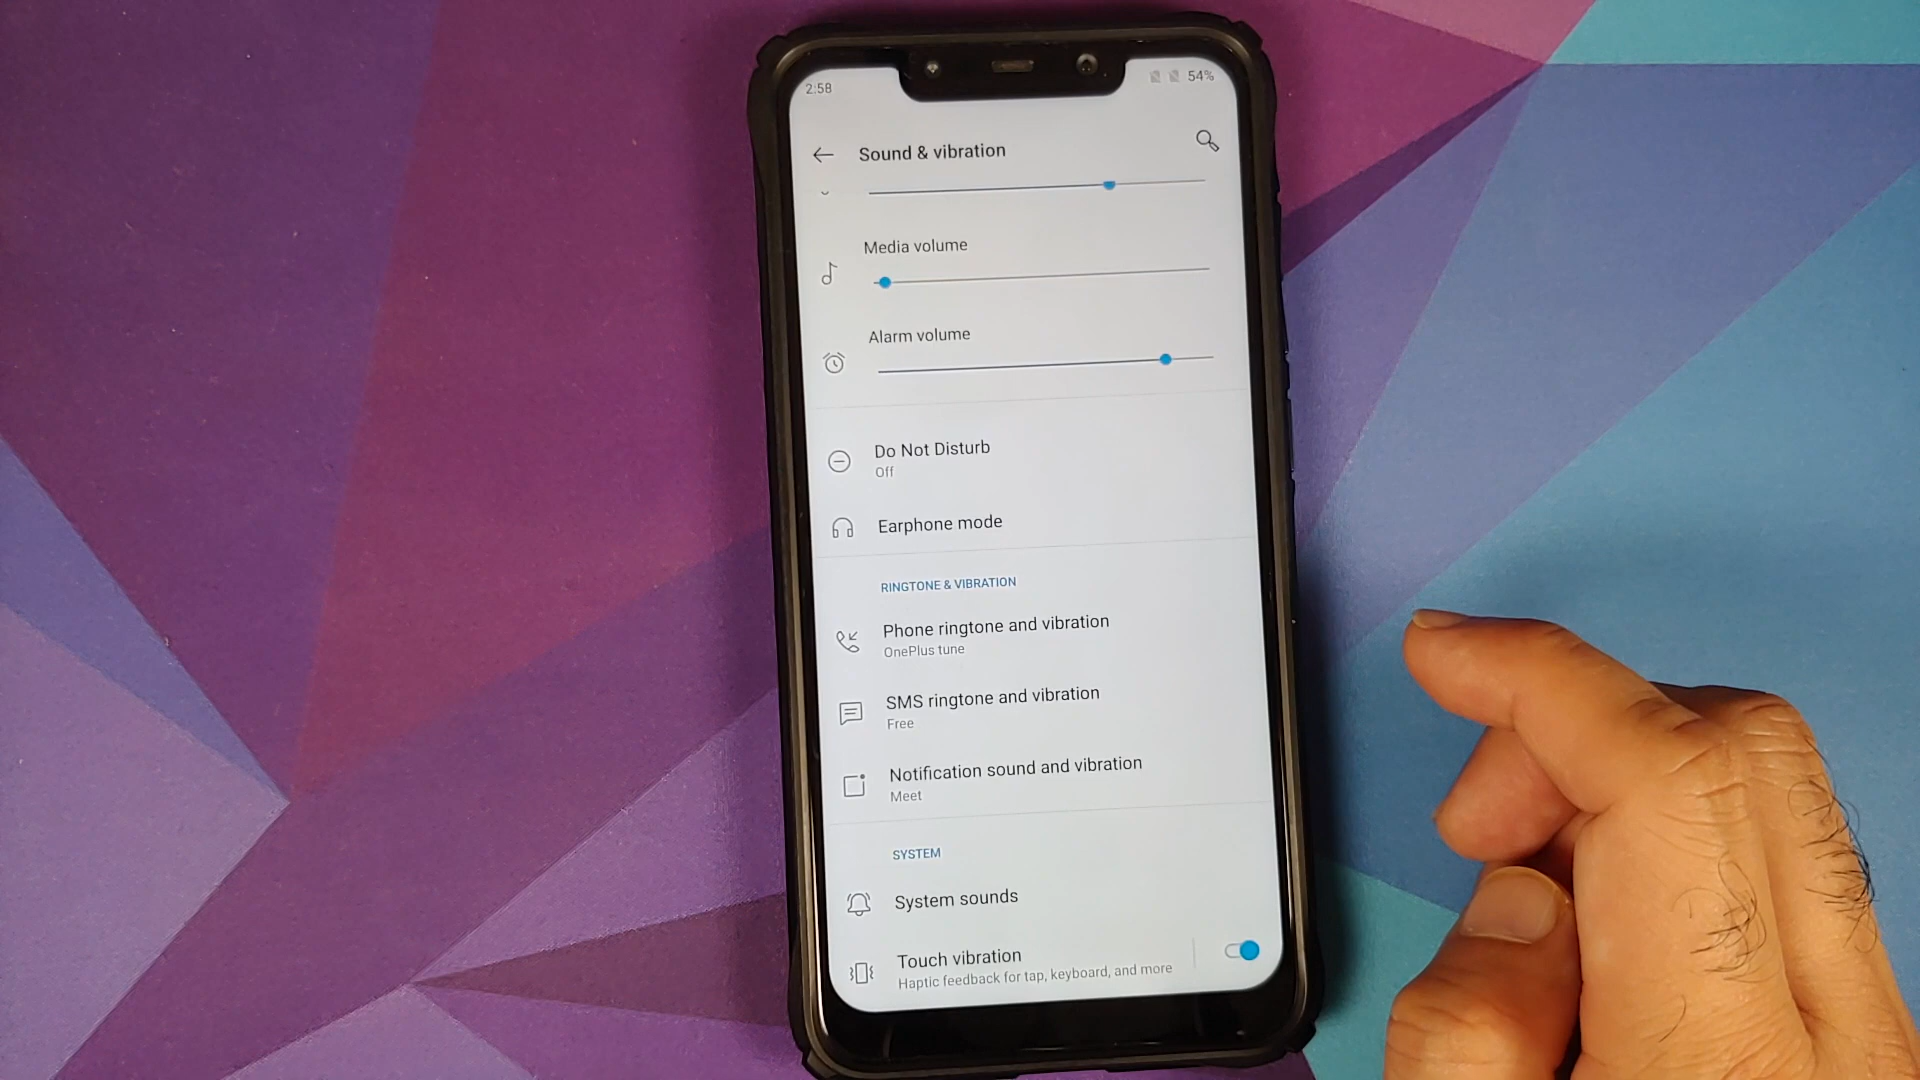 2:58
54%
Sound & vibration
Media volume
Alarm volume
Do Not Disturb
Off
Earphone mode
RINGTONE & VIBRATION
Phone ringtone and vibration
OnePlus tune
SMS ringtone and vibration
Free
Notification sound and vibration
Meet
SYSTEM
System sounds
Touch vibration
Haptic feedback for tap, keyboard, and more